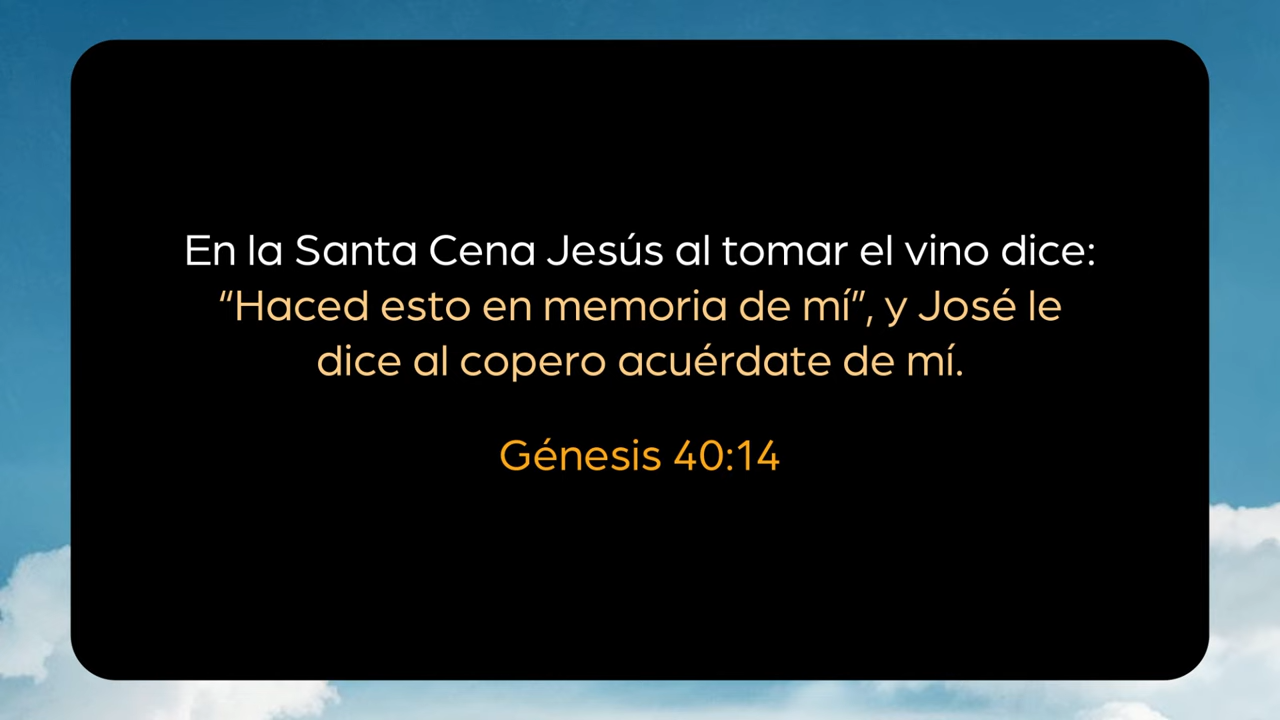 En la Santa Cena Jesús al tomar el vino dice:
“Haced esto en memoria de mí”, y José le
dice al copero acuérdate de mí.
Génesis 40:14